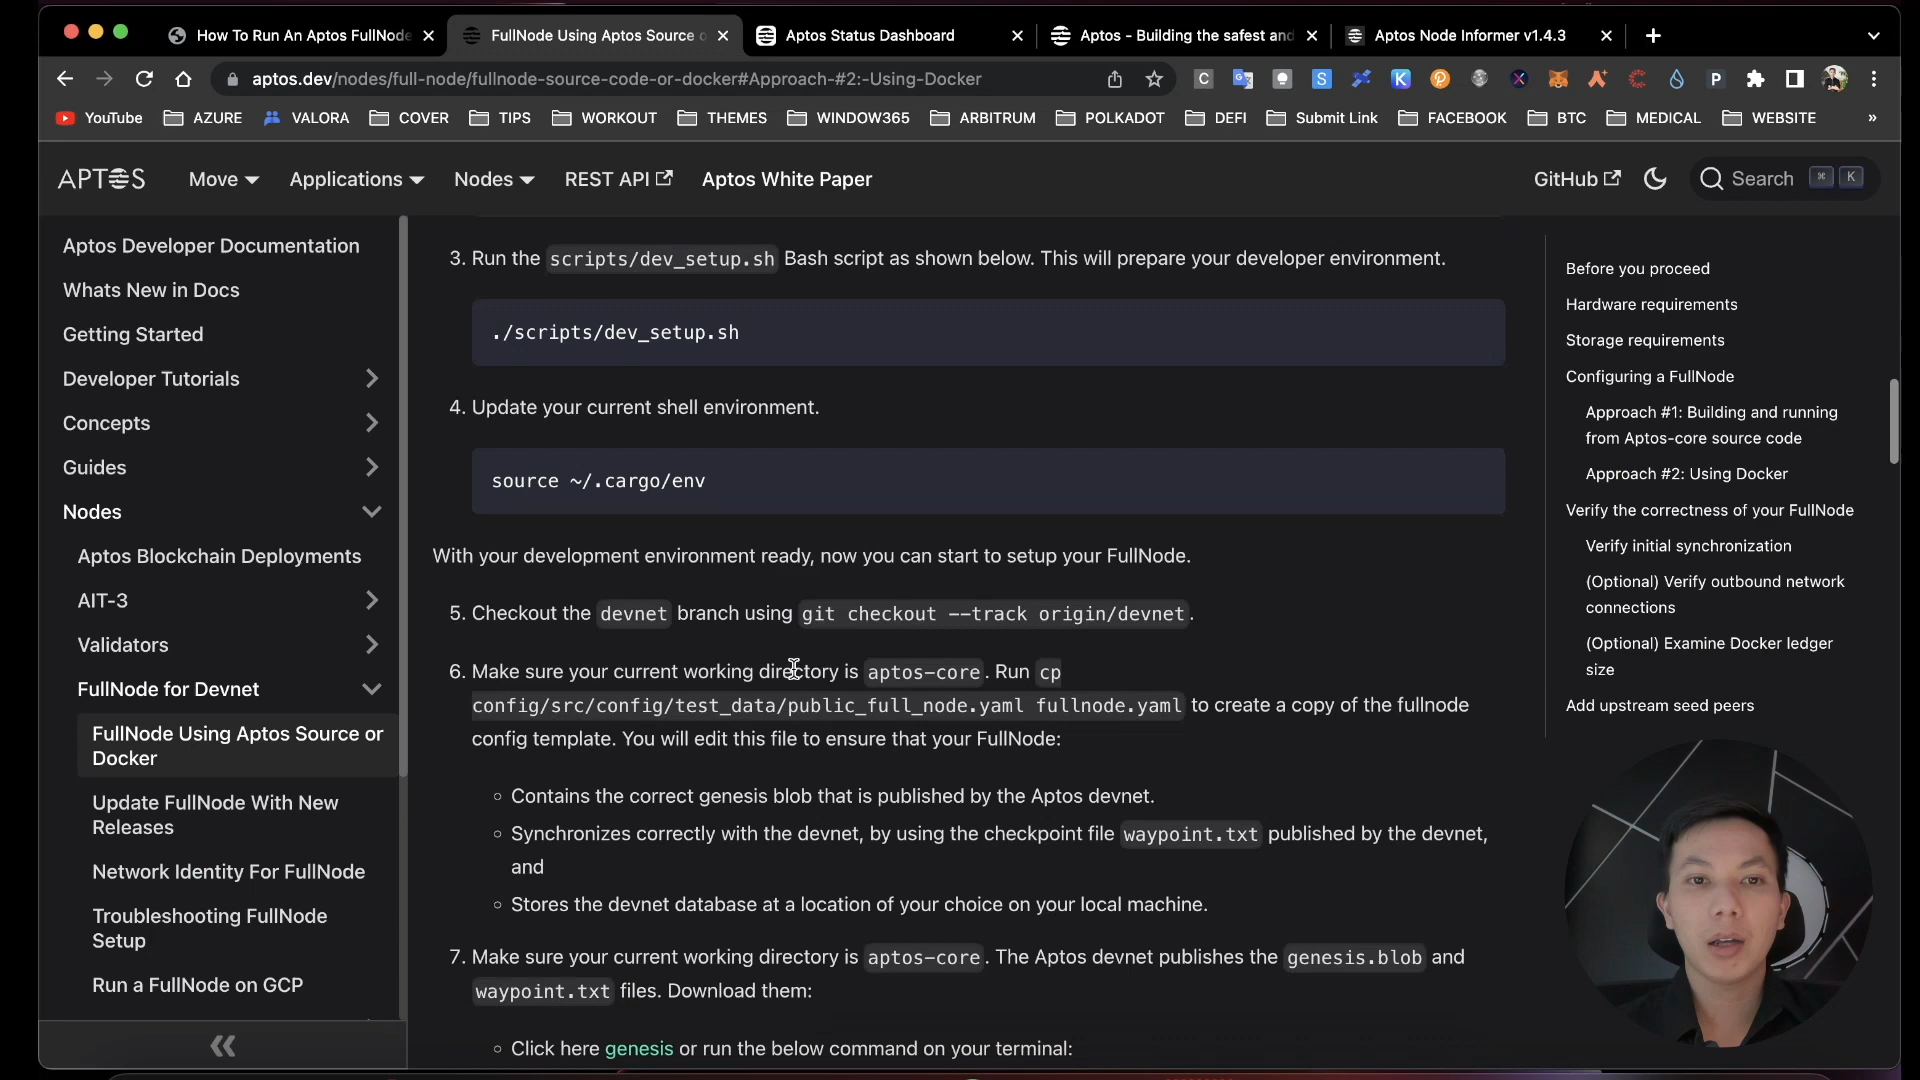 How To Run An Aptos FullNode
FullNode Using Aptos Source o
Aptos Status Dashboard
Aptos - Building the safest and
Aptos Node Informer v1.4.3
aptos.dev/nodes/full-node/fullnode-source-code-or-docker#Approach-#2:-Using-Docker
YouTube AZURE VALORA COVER TIPS WORKOUT THEMES WINDOW365 ARBITRUM POLKADOT DEFI Submit Link FACEBOOK BTC MEDICAL WEBSITE »
APTOS Move Applications Nodes REST API Aptos White Paper GitHub Search ⌘ K
Aptos Developer Documentation
Whats New in Docs
Getting Started
Developer Tutorials
Concepts
Guides
Nodes
Aptos Blockchain Deployments
AIT-3
Validators
FullNode for Devnet
FullNode Using Aptos Source or
Docker
Update FullNode With New
Releases
Network Identity For FullNode
Troubleshooting FullNode
Setup
Run a FullNode on GCP
3. Run the scripts/dev_setup.sh Bash script as shown below. This will prepare your developer environment.
./scripts/dev_setup.sh
4. Update your current shell environment.
source ~/.cargo/env
With your development environment ready, now you can start to setup your FullNode.
5. Checkout the devnet branch using git checkout --track origin/devnet.
6. Make sure your current working directory is aptos-core. Run cp
config/src/config/test_data/public_full_node.yaml fullnode.yaml to create a copy of the fullnode
config template. You will edit this file to ensure that your FullNode:
Contains the correct genesis blob that is published by the Aptos devnet.
Synchronizes correctly with the devnet, by using the checkpoint file waypoint.txt published by the devnet,
and
Stores the devnet database at a location of your choice on your local machine.
7. Make sure your current working directory is aptos-core. The Aptos devnet publishes the genesis.blob and
waypoint.txt files. Download them:
Click here genesis or run the below command on your terminal:
Before you proceed
Hardware requirements
Storage requirements
Configuring a FullNode
Approach #1: Building and running
from Aptos-core source code
Approach #2: Using Docker
Verify the correctness of your FullNode
Verify initial synchronization
(Optional) Verify outbound network
connections
(Optional) Examine Docker ledger
size
Add upstream seed peers